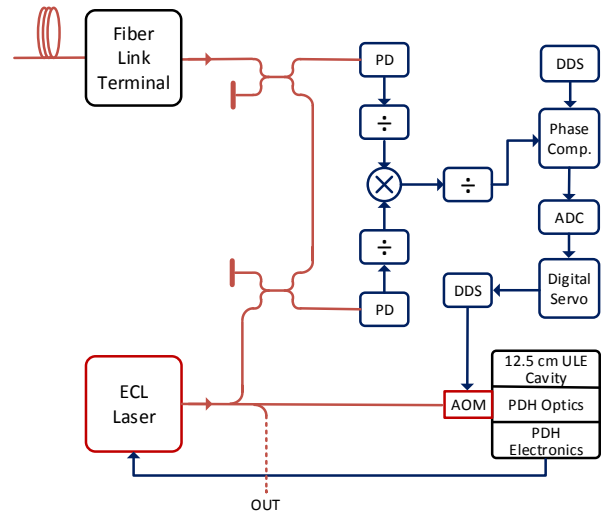 Fiber
Link
Terminal
PD
DDS
÷
Phase
Comp.
÷
ADC
÷
PD
DDS
Digital
Servo
ECL
Laser
AOM
12.5 cm ULE
Cavity
PDH Optics
PDH
Electronics
OUT